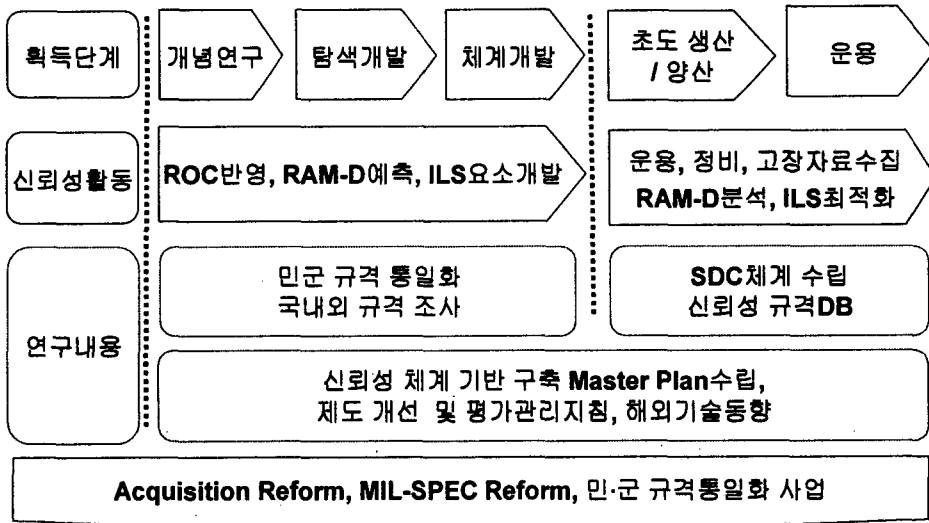 획득단계
개념연구
탐색개발
체계개발
초도 생산
/ 양산
운용
신뢰성활동
ROC반영, RAM-D예측, ILS요소개발
운용, 정비, 고장자료수집
RAM-D분석, ILS최적화
연구내용
민군 규격 통일화
국내외 규격 조사
SDC체계 수립
신뢰성 규격DB
신뢰성 체계 기반 구축 Master Plan수립,
제도 개선 및 평가관리지침, 해외기술동향
Acquisition Reform, MIL-SPEC Reform, 민·군 규격통일화 사업